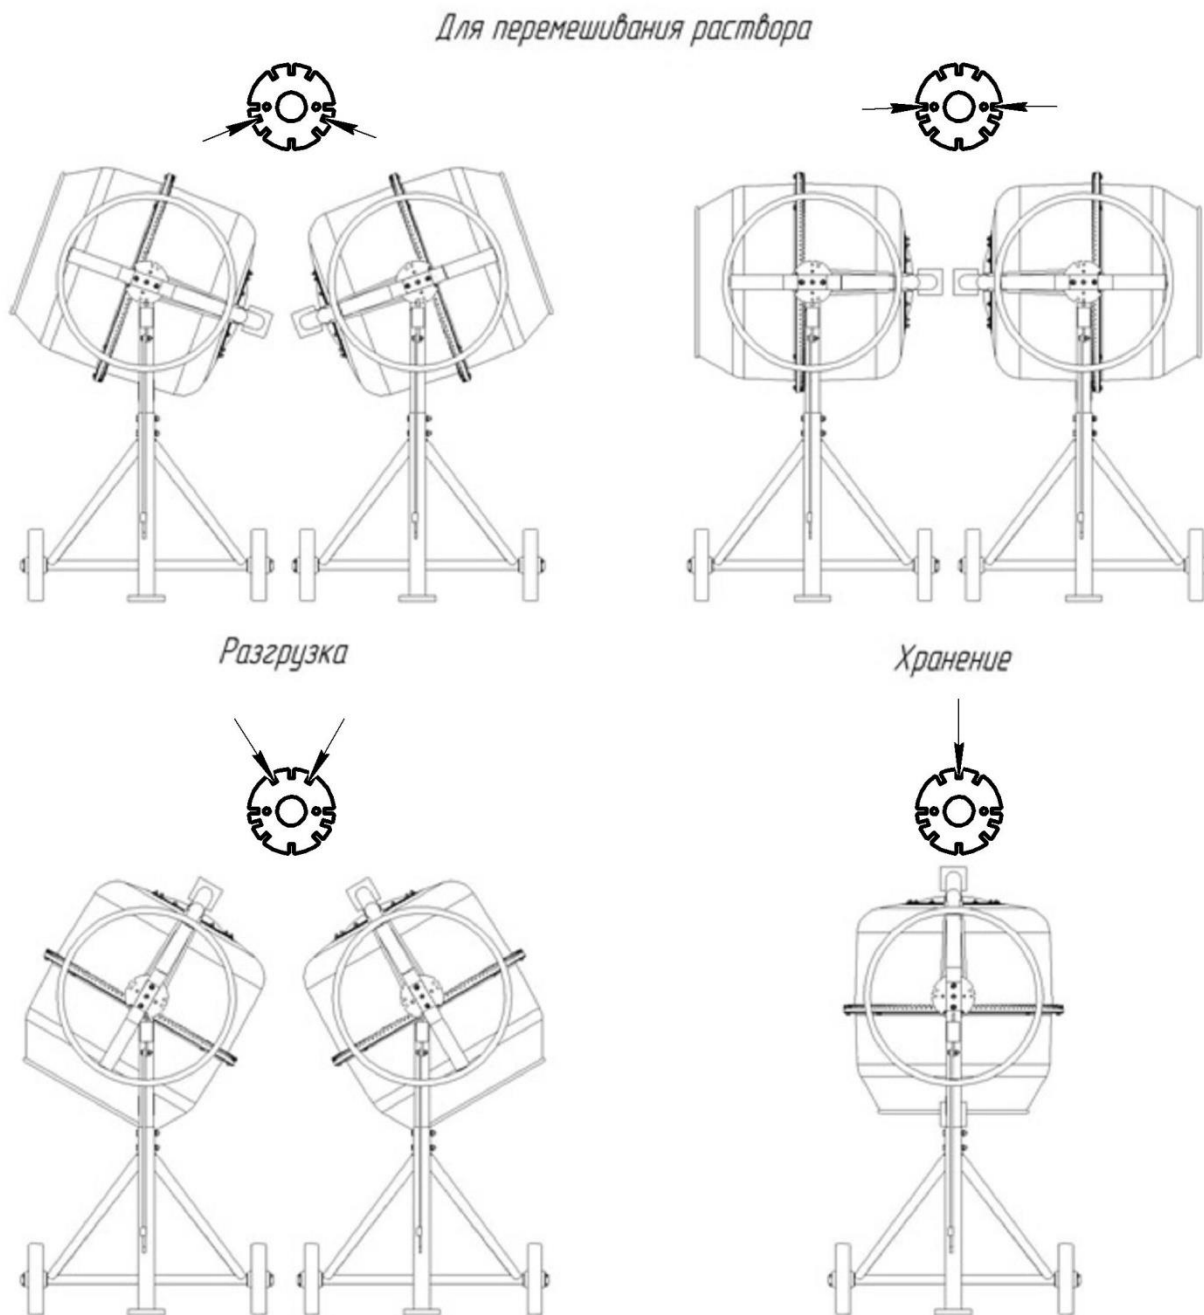 Для перемешивания раствора
Разгрузка
Хранение